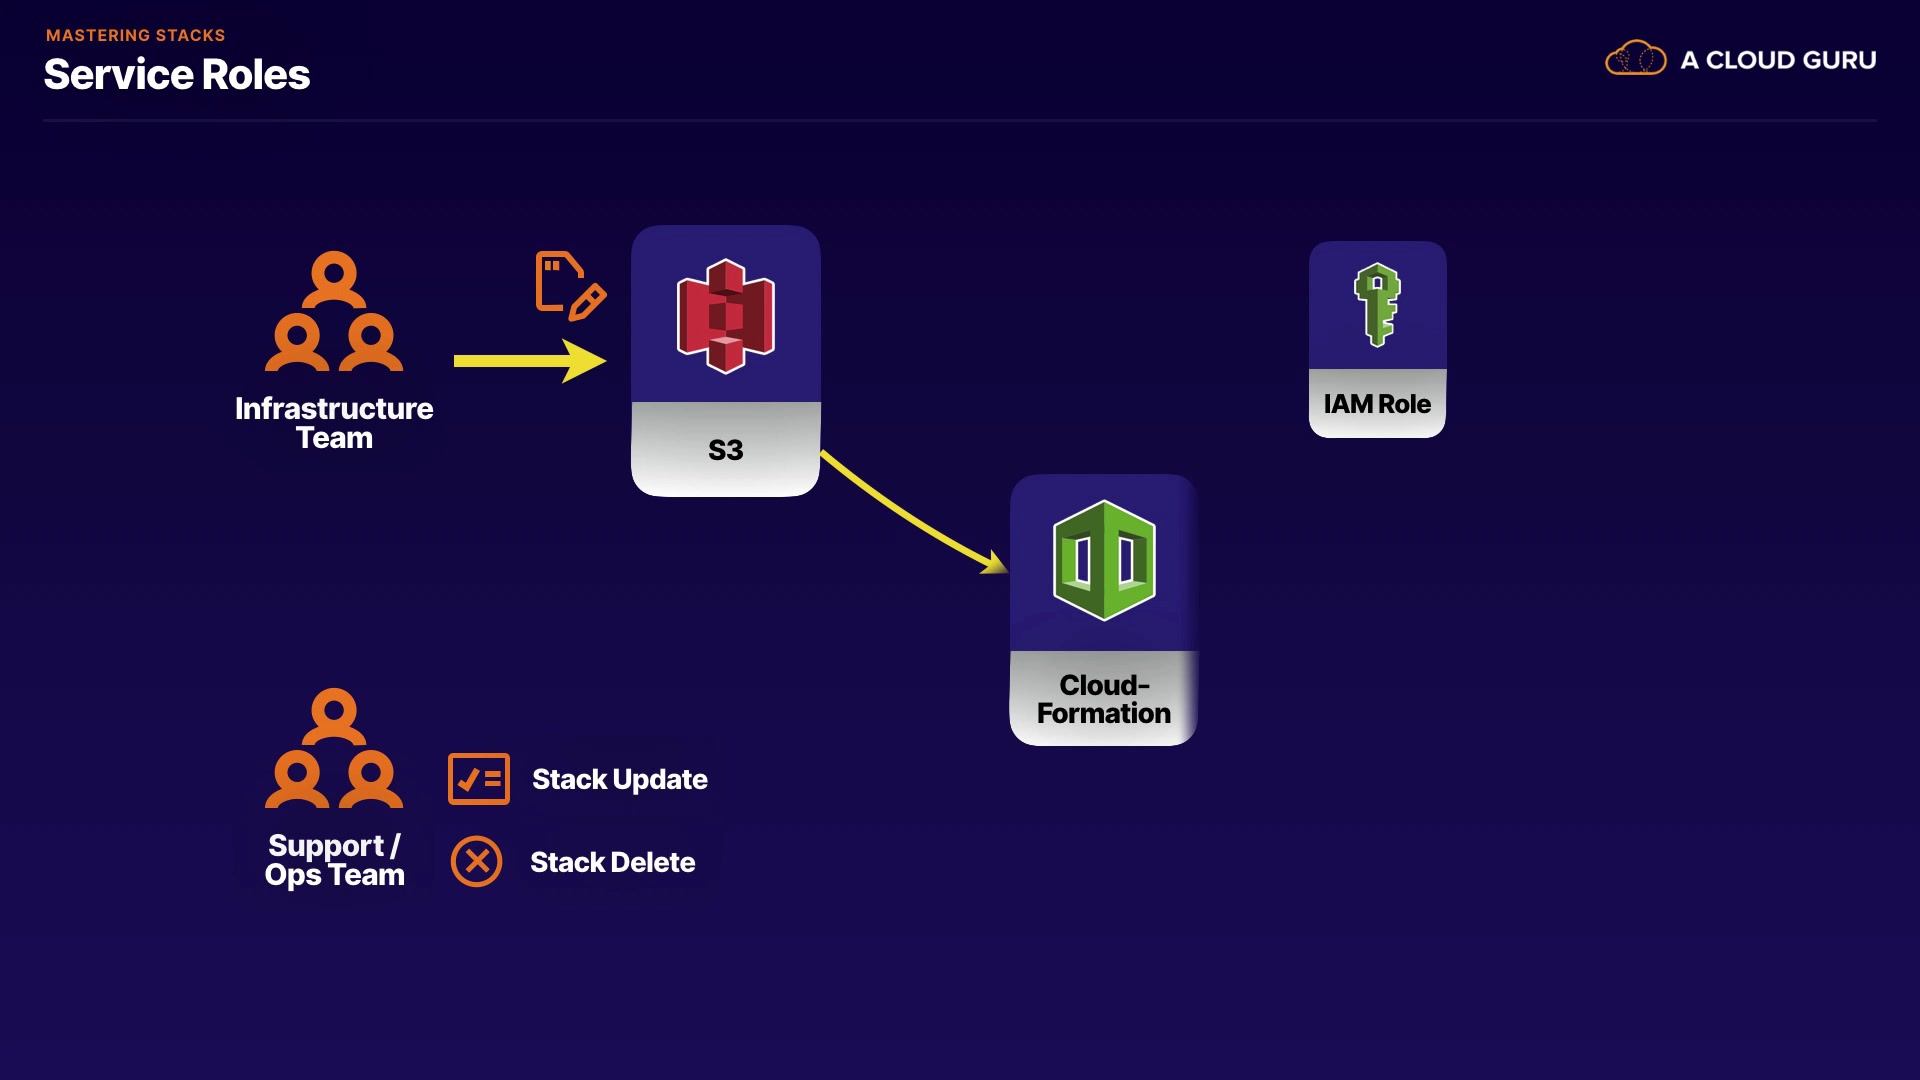 MASTERING STACKS
Service Roles
A CLOUD GURU
Infrastructure
Team
S3
IAM Role
Cloud-
Formation
Support /
Ops Team
Stack Update
Stack Delete